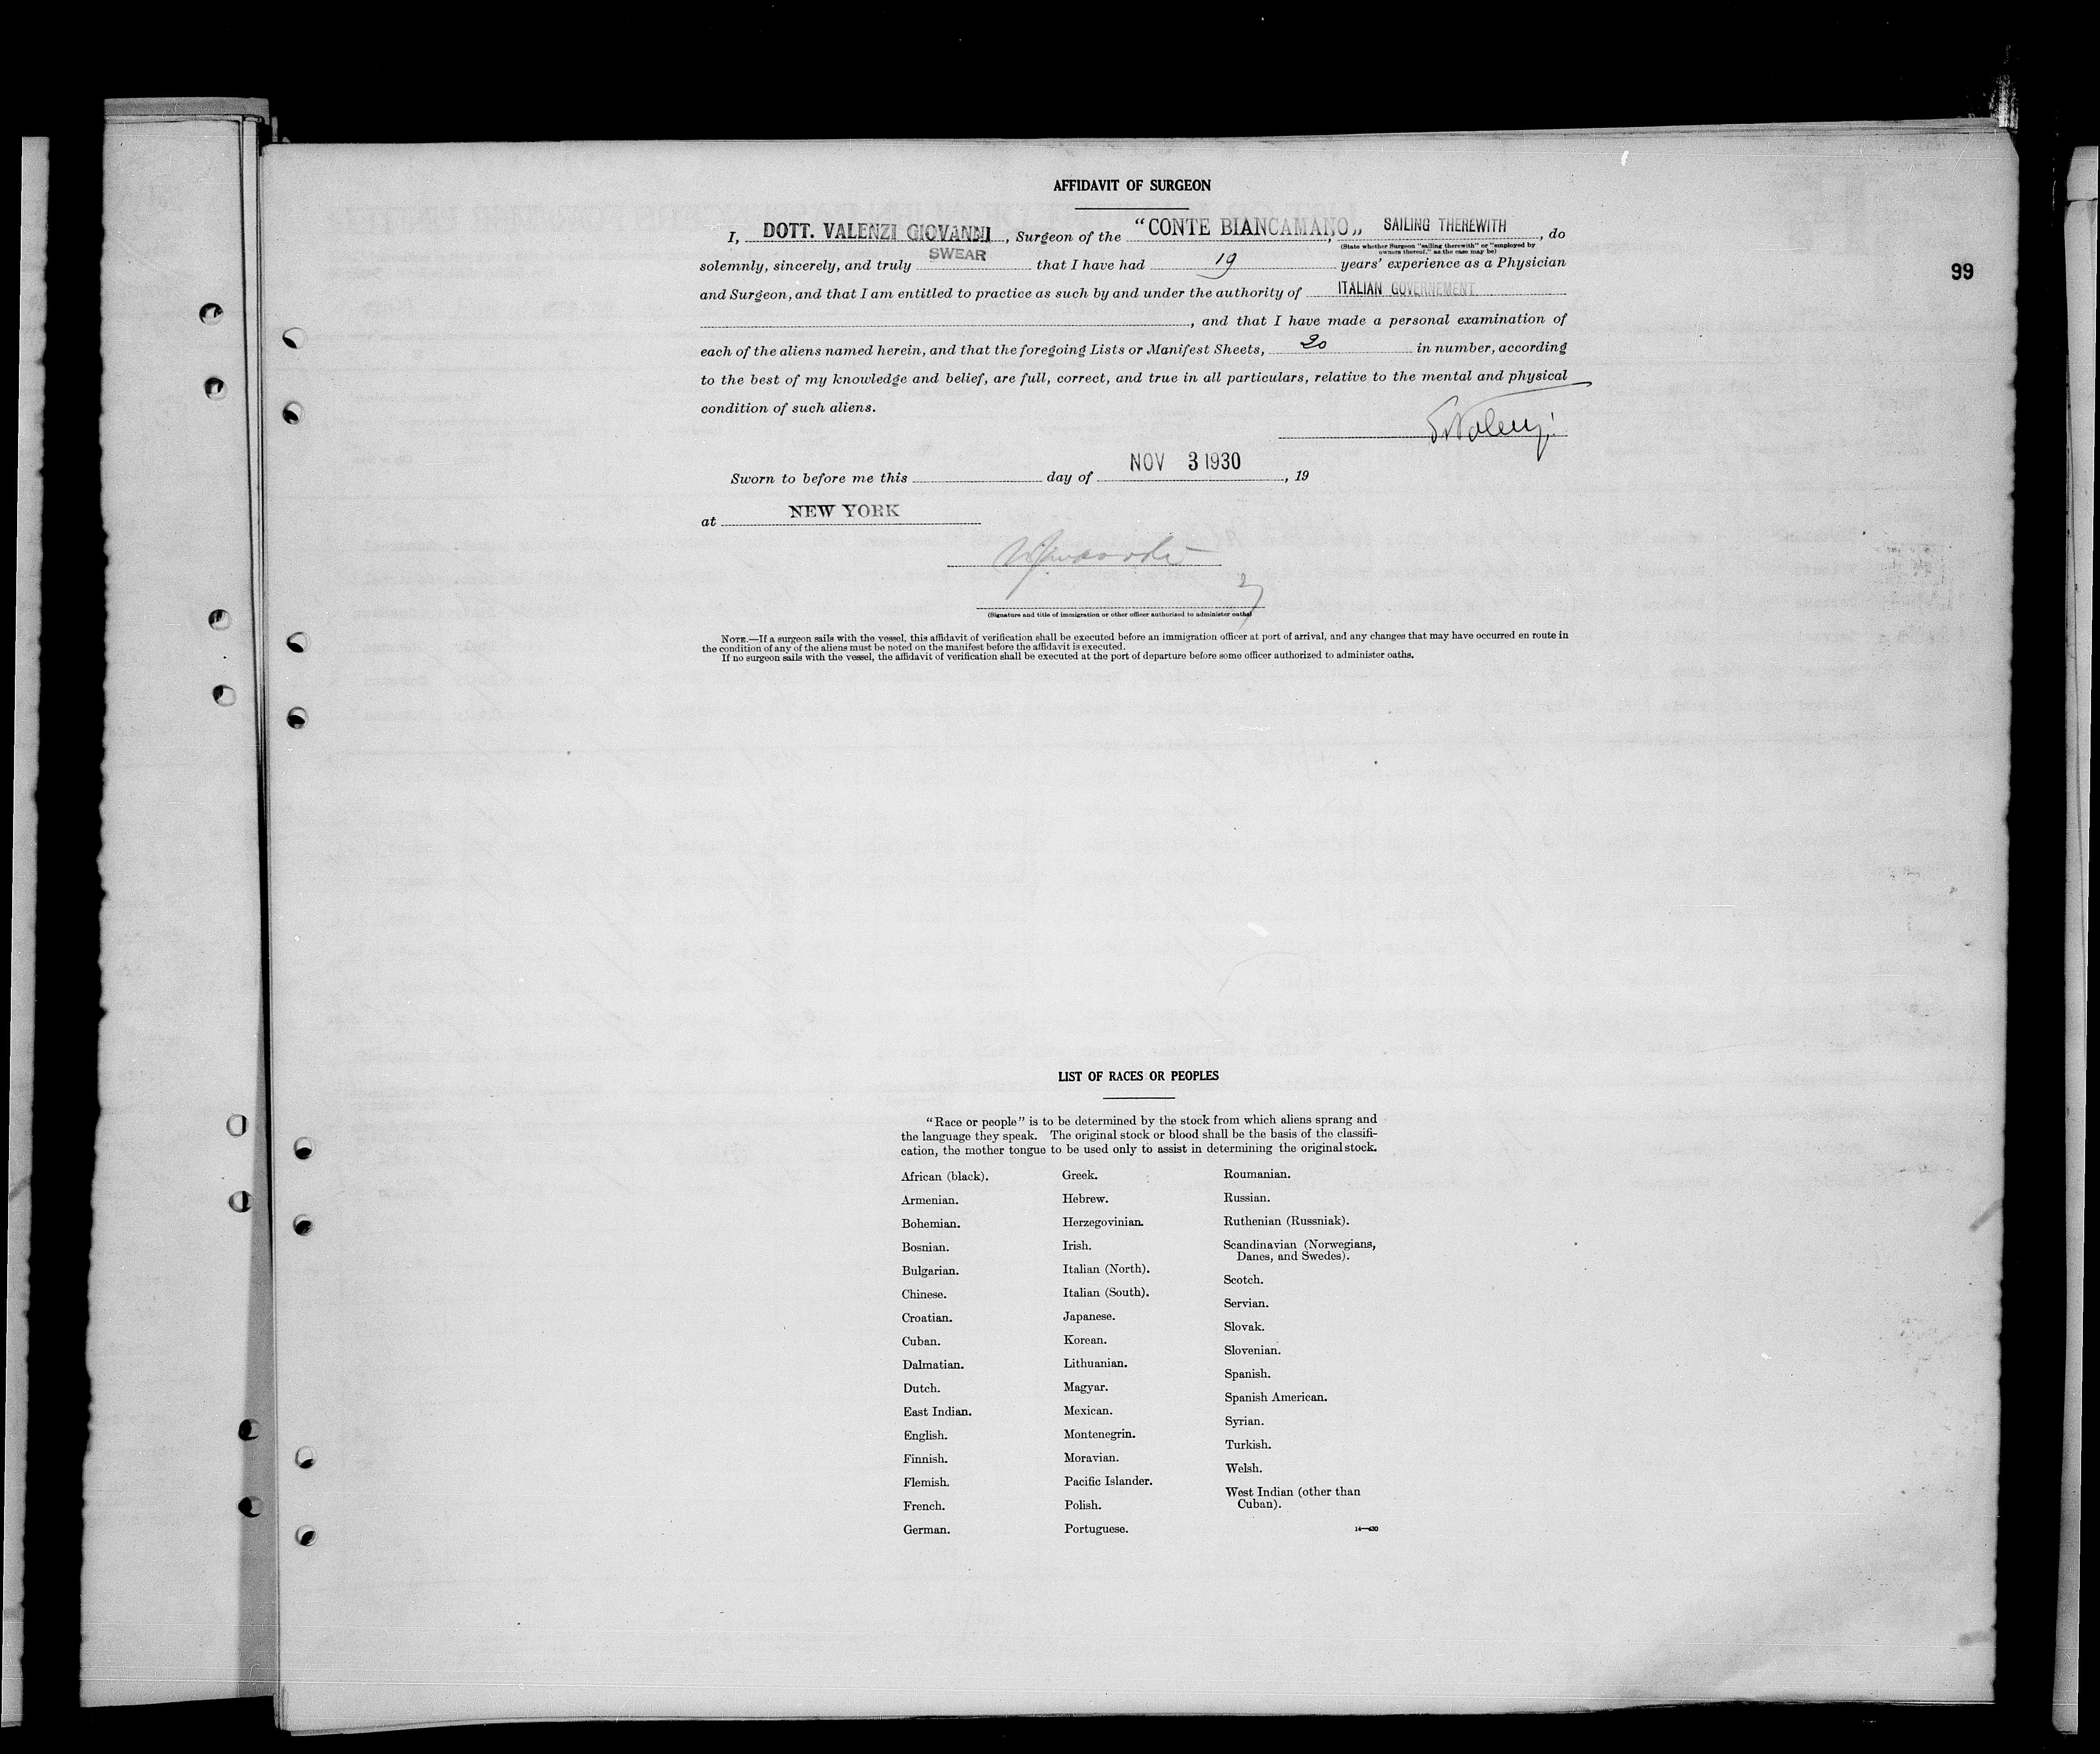 AFFIDAVIT OF SURGEON
I, DOTT. VALENZI GIOVANNI, Surgeon of the "CONTE BIANCAMANO„, SAILING THEREWITH, do
(State whether Surgeon "sailing therewith" or "employed by
owners thereof," as the case may be)
99
solemnly, sincerely, and truly SWEAR that I have had 19 years' experience as a Physician
and Surgeon, and that I am entitled to practice as such by and under the authority of ITALIAN GOVERNEMENT
, and that I have made a personal examination of
each of the aliens named herein, and that the foregoing Lists or Manifest Sheets, 20 in number, according
to the best of my knowledge and belief, are full, correct, and true in all particulars, relative to the mental and physical
condition of such aliens.
Sworn to before me this day of NOV 3 1930, 19
at NEW YORK
(Signature and title of immigration or other officer authorized to administer oaths)
NOTE.—If a surgeon sails with the vessel, this affidavit of verification shall be executed before an immigration officer at port of arrival, and any changes that may have occurred en route in
the condition of any of the aliens must be noted on the manifest before the affidavit is executed.
If no surgeon sails with the vessel, the affidavit of verification shall be executed at the port of departure before some officer authorized to administer oaths.
LIST OF RACES OR PEOPLES
"Race or people" is to be determined by the stock from which aliens sprang and
the language they speak. The original stock or blood shall be the basis of the classifi-
cation, the mother tongue to be used only to assist in determining the original stock.
African (black).
Armenian.
Bohemian.
Bosnian.
Bulgarian.
Chinese.
Croatian.
Cuban.
Dalmatian.
Dutch.
East Indian.
English.
Finnish.
Flemish.
French.
German.
Greek.
Hebrew.
Herzegovinian.
Irish.
Italian (North).
Italian (South).
Japanese.
Korean.
Lithuanian.
Magyar.
Mexican.
Montenegrin.
Moravian.
Pacific Islander.
Polish.
Portuguese.
Roumanian.
Russian.
Ruthenian (Russniak).
Scandinavian (Norwegians,
Danes, and Swedes).
Scotch.
Servian.
Slovak.
Slovenian.
Spanish.
Spanish American.
Syrian.
Turkish.
Welsh.
West Indian (other than
Cuban).
14—430